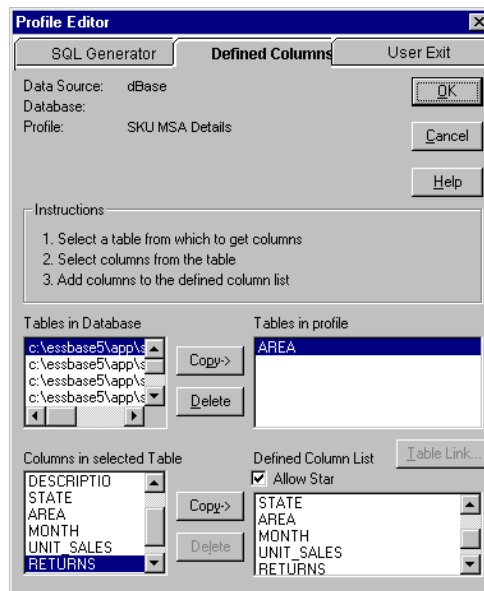 Profile Editor
SQL Generator
Defined Columns
User Exit
Data Source: dBase
Database:
Profile: SKU MSA Details
OK
Cancel
Help
Instructions
1. Select a table from which to get columns
2. Select columns from the table
3. Add columns to the defined column list
Tables in Database
c:\essbase5\app\s
c:\essbase5\app\s
c:\essbase5\app\s
c:\essbase5\app\s
Copy->
Delete
Tables in profile
AREA
Columns in selected Table
DESCRIPTIO
STATE
AREA
MONTH
UNIT_SALES
RETURNS
Copy->
Delete
Defined Column List
Table Link...
Allow Star
STATE
AREA
MONTH
UNIT_SALES
RETURNS